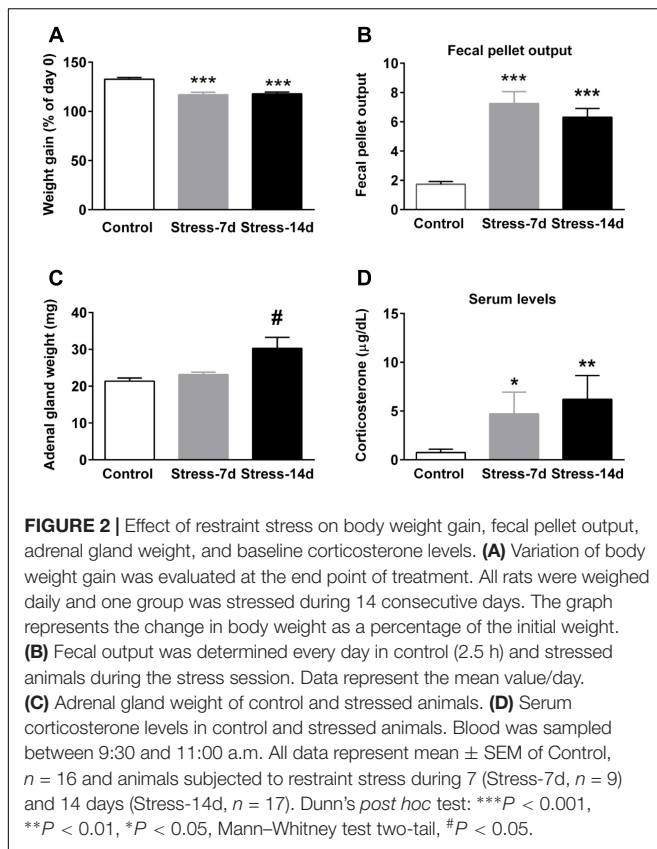 A
Weight gain (% of day 0)
150
100
50
0
***
***
Control Stress-7d Stress-14d
B
Fecal pellet output
Fecal pellet output
8
6
4
2
0
***
***
Control Stress-7d Stress-14d
C
Adenal gland weight (mg)
40
30
20
10
0
#
Control Stress-7d Stress-14d
D
Serum levels
Corticosterone (µg/dL)
15
10
5
0
*
**
Control Stress-7d Stress-14d
FIGURE 2 | Effect of restraint stress on body weight gain, fecal pellet output,
adrenal gland weight, and baseline corticosterone levels. (A) Variation of body
weight gain was evaluated at the end point of treatment. All rats were weighed
daily and one group was stressed during 14 consecutive days. The graph
represents the change in body weight as a percentage of the initial weight.
(B) Fecal output was determined every day in control (2.5 h) and stressed
animals during the stress session. Data represent the mean value/day.
(C) Adrenal gland weight of control and stressed animals. (D) Serum
corticosterone levels in control and stressed animals. Blood was sampled
between 9:30 and 11:00 a.m. All data represent mean ± SEM of Control,
n = 16 and animals subjected to restraint stress during 7 (Stress-7d, n = 9)
and 14 days (Stress-14d, n = 17). Dunn's post hoc test: ***P < 0.001,
**P < 0.01, *P < 0.05, Mann–Whitney test two-tail, #P < 0.05.